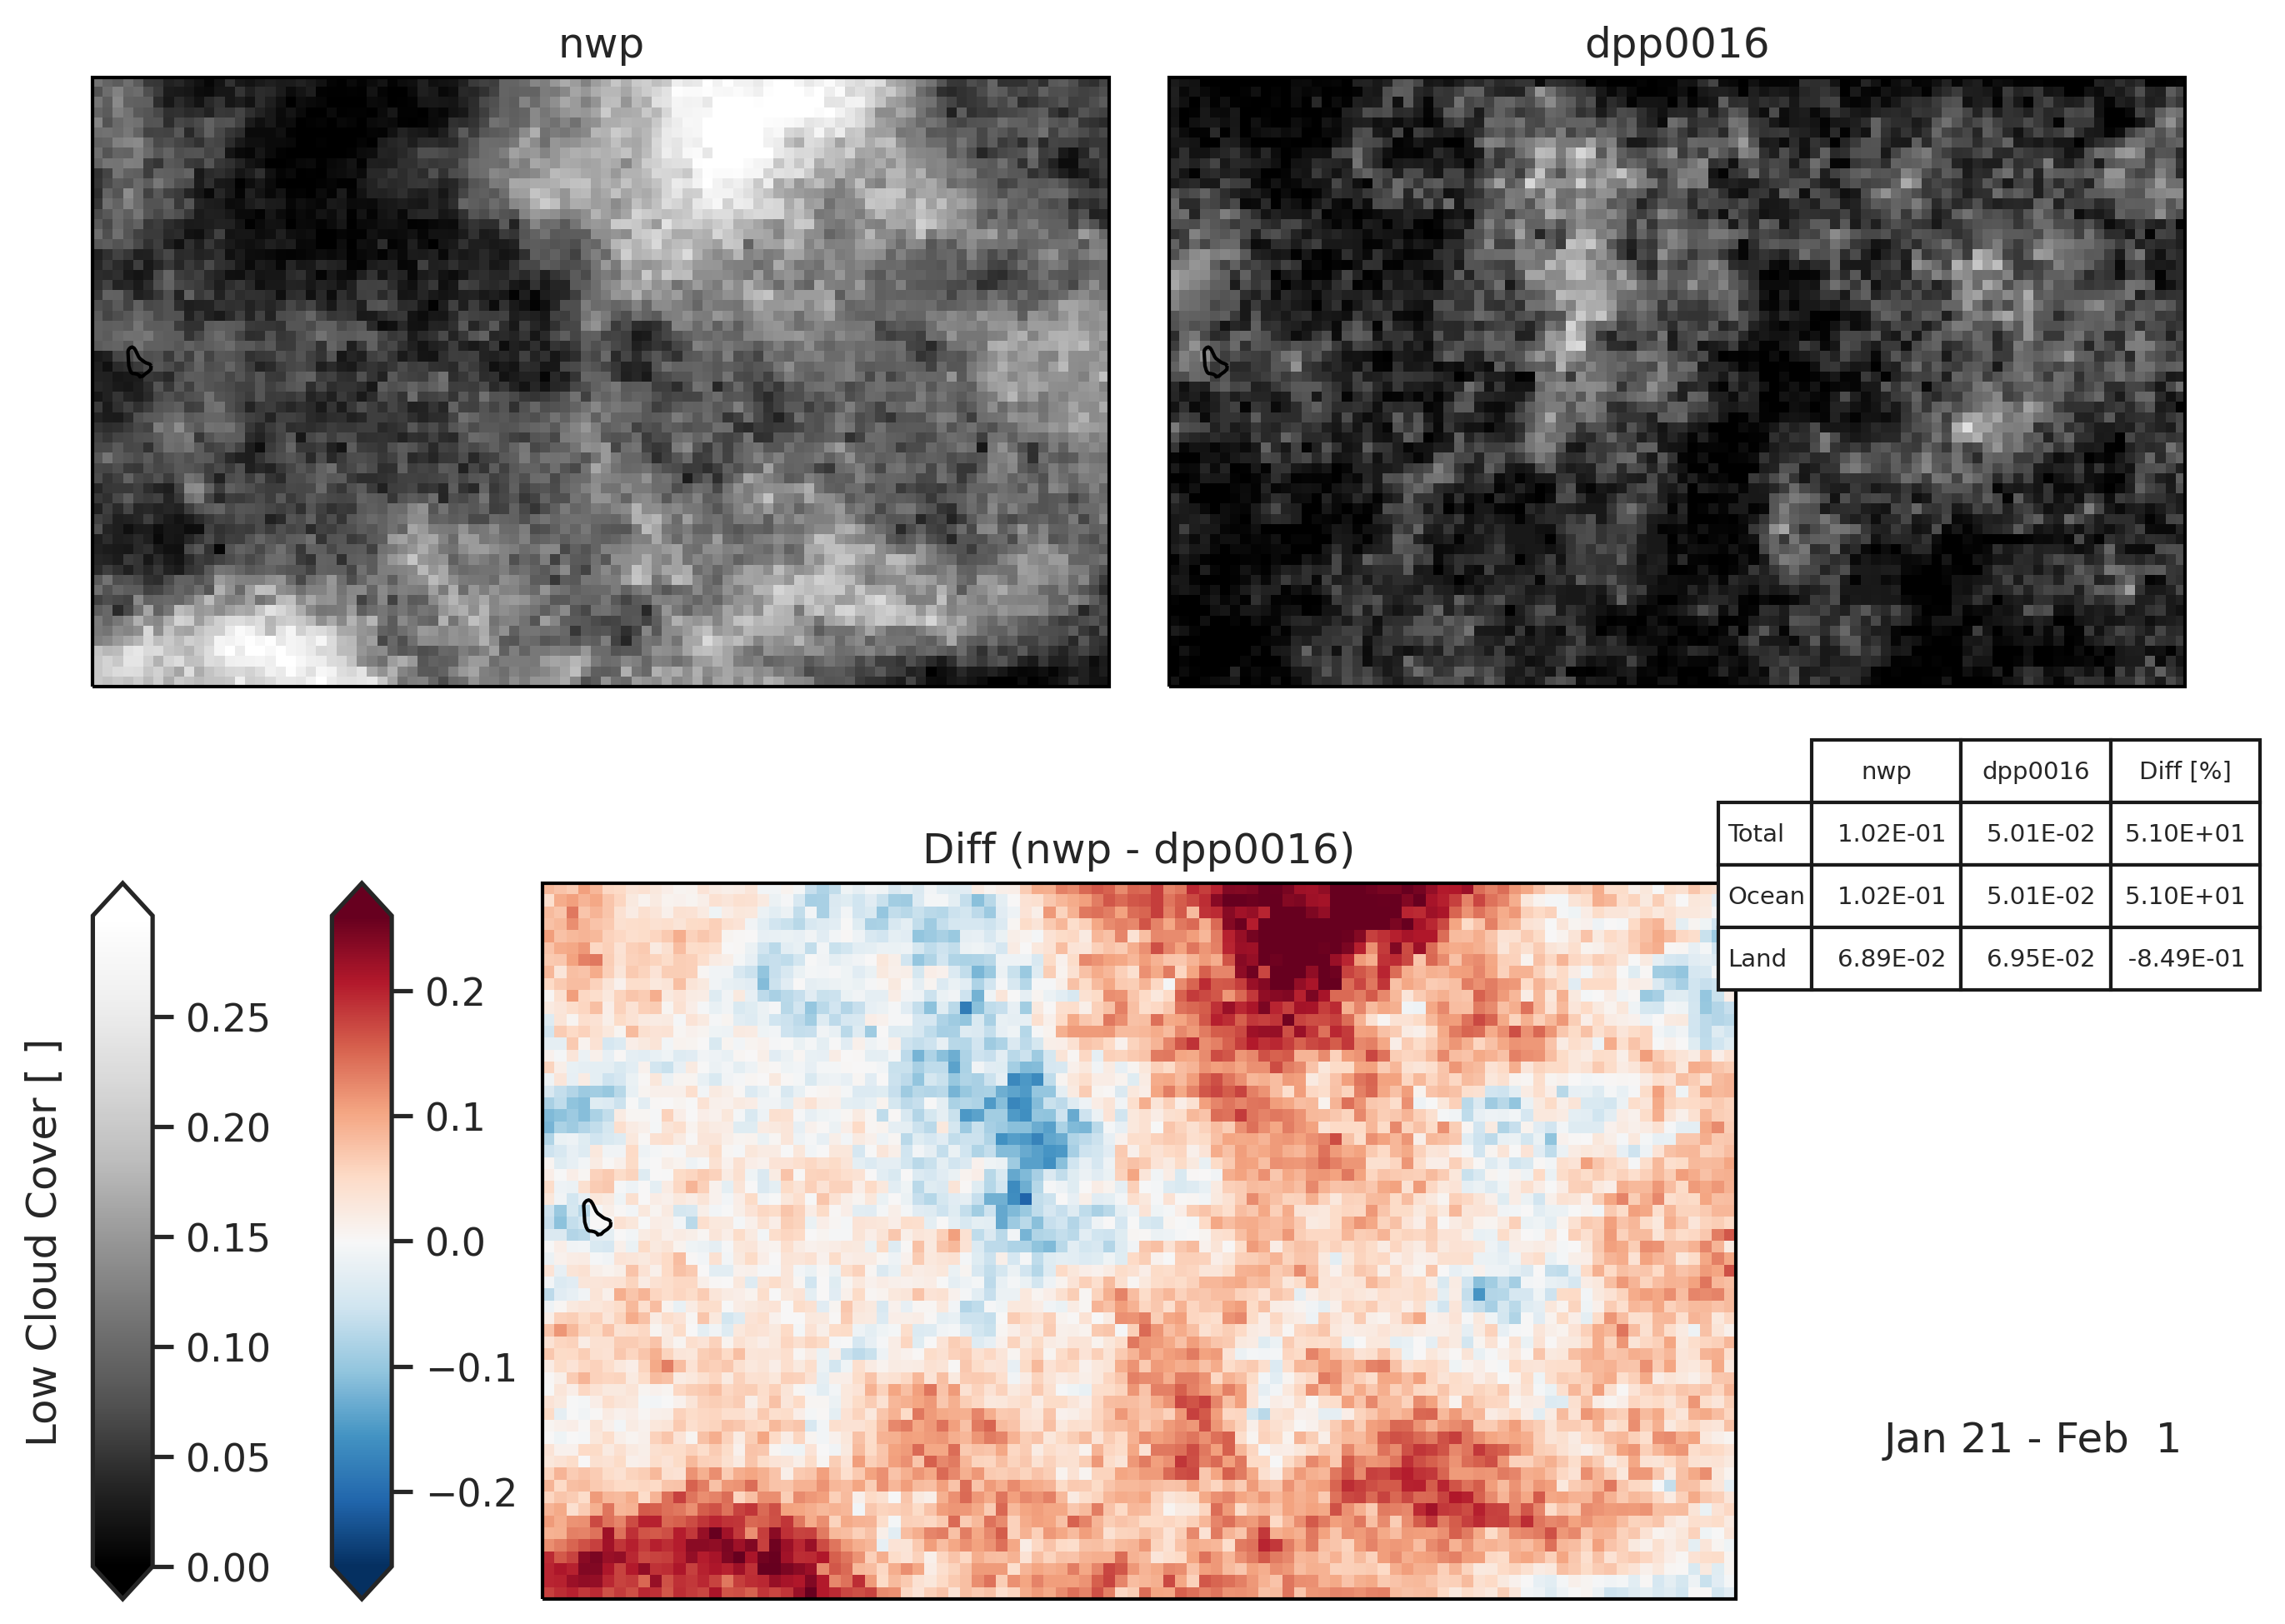 nwp
dpp0016
nwp dpp0016 Diff [%]
Total 1.02E-01 5.01E-02 5.10E+01
Ocean 1.02E-01 5.01E-02 5.10E+01
Land 6.89E-02 6.95E-02 -8.49E-01
Diff (nwp - dpp0016)
Low Cloud Cover [ ]
0.25
0.20
0.15
0.10
0.05
0.00
0.2
0.1
0.0
−0.1
−0.2
Jan 21 - Feb  1